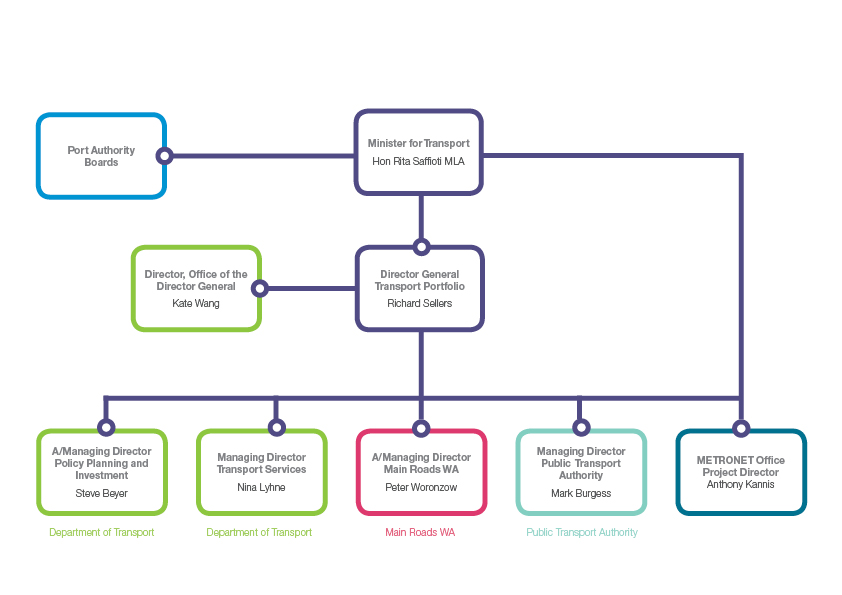 Port Authority
Boards
Minister for Transport
Hon Rita Saffioti MLA
Director, Office of the
Director General
Kate Wang
Director General
Transport Portfolio
Richard Sellers
A/Managing Director
Policy Planning and
Investment
Steve Beyer
Department of Transport
Managing Director
Transport Services
Nina Lyhne
Department of Transport
A/Managing Director
Main Roads WA
Peter Woronzow
Main Roads WA
Managing Director
Public Transport
Authority
Mark Burgess
Public Transport Authority
METRONET Office
Project Director
Anthony Kannis